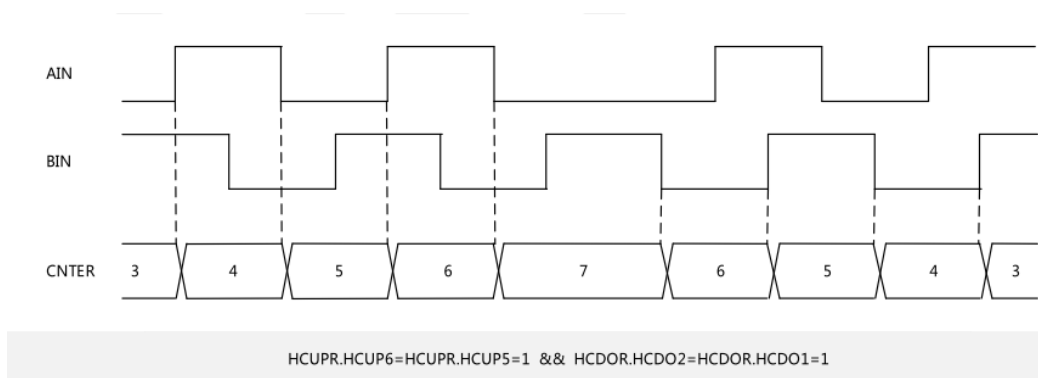 AIN
BIN
CNTER 3 4 5 6 7 6 5 4 3
HCUPR.HCUP6=HCUPR.HCUP5=1 && HCDOR.HCDO2=HCDOR.HCDO1=1